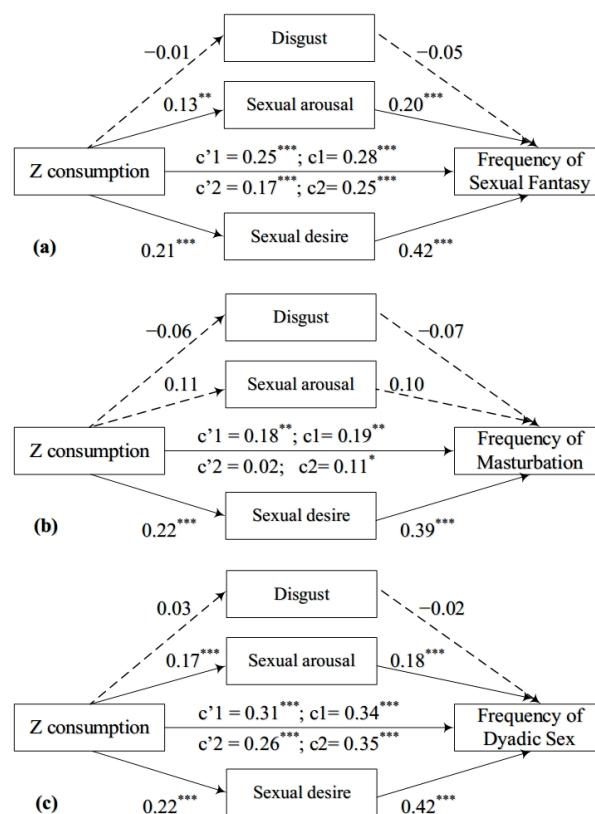 Disgust
−0.01
−0.05
0.13**
Sexual arousal
0.20***
Z consumption
c’1 = 0.25***; c1= 0.28***
c’2 = 0.17***; c2= 0.25***
Frequency of
Sexual Fantasy
0.21***
Sexual desire
0.42***
(a)
Disgust
−0.06
−0.07
0.11
Sexual arousal
0.10
Z consumption
c’1 = 0.18**; c1= 0.19**
c’2 = 0.02; c2= 0.11*
Frequency of
Masturbation
0.22***
Sexual desire
0.39***
(b)
Disgust
0.03
−0.02
0.17***
Sexual arousal
0.18***
Z consumption
c’1 = 0.31***; c1= 0.34***
c’2 = 0.26***; c2= 0.35***
Frequency of
Dyadic Sex
0.22***
Sexual desire
0.42***
(c)